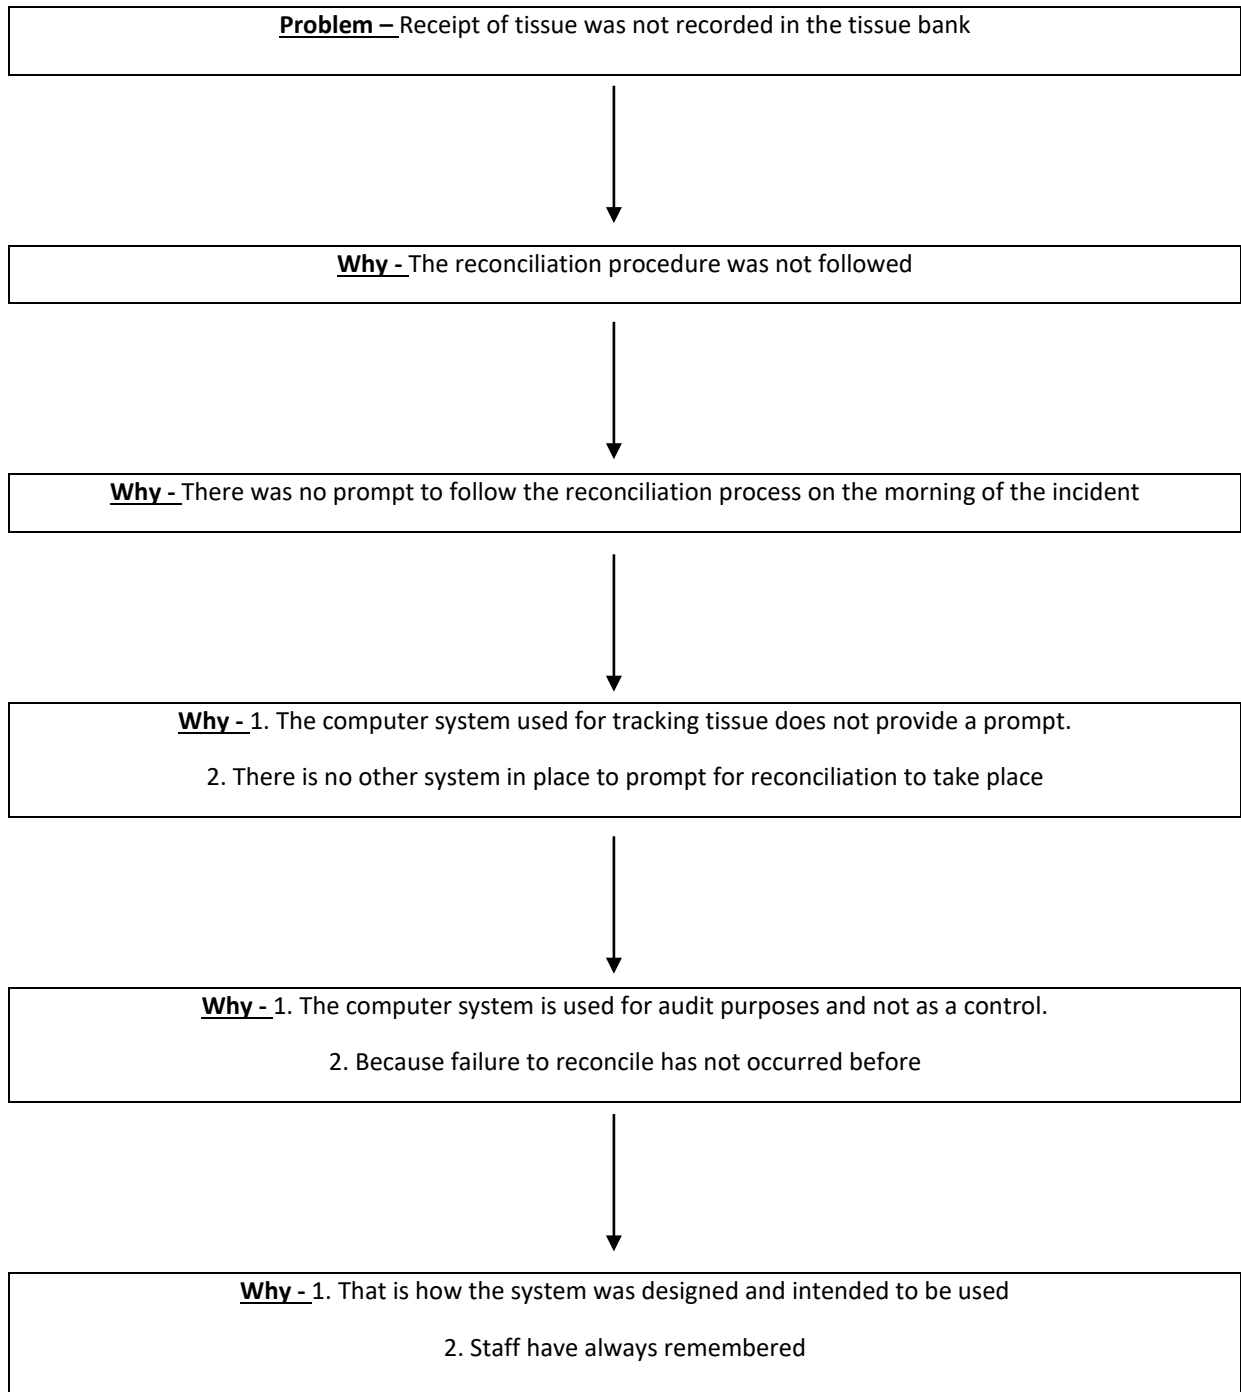 Problem – Receipt of tissue was not recorded in the tissue bank
Why - The reconciliation procedure was not followed
Why - There was no prompt to follow the reconciliation process on the morning of the incident
Why - 1. The computer system used for tracking tissue does not provide a prompt.
2. There is no other system in place to prompt for reconciliation to take place
Why - 1. The computer system is used for audit purposes and not as a control.
2. Because failure to reconcile has not occurred before
Why - 1. That is how the system was designed and intended to be used
2. Staff have always remembered